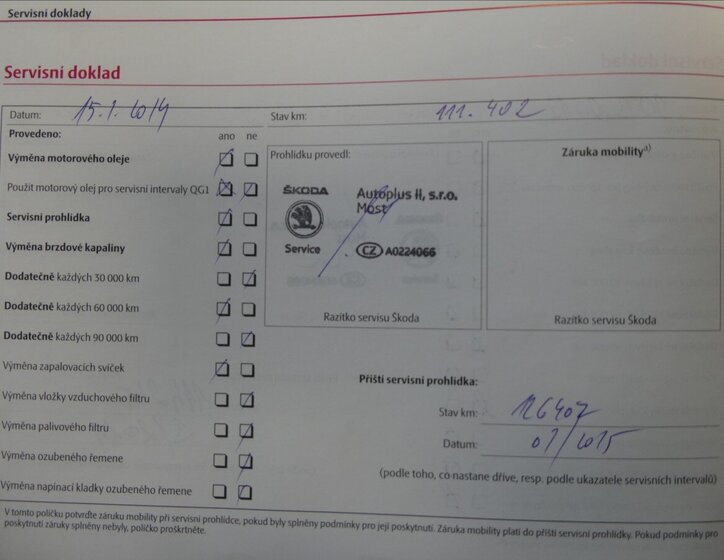 Servisní doklady
Servisní doklad
Datum: 15.1.2014 Stav km: 111.402
Provedeno: ano ne
Výměna motorového oleje
Použit motorový olej pro servisní intervaly QG1
Servisní prohlídka
Výměna brzdové kapaliny
Dodatečně každých 30 000 km
Dodatečně každých 60 000 km
Dodatečně každých 90 000 km
Výměna zapalovacích svíček
Výměna vložky vzduchového filtru
Výměna palivového filtru
Výměna ozubeného řemene
Výměna napínací kladky ozubeného řemene
Prohlídku provedl:
ŠKODA Autoplus II, s.r.o.
Most
Service CZ A0224066
Razítko servisu Škoda
Záruka mobility a)
Razítko servisu Škoda
Příští servisní prohlídka:
Stav km: 126402
Datum: 01/2015
(podle toho, co nastane dříve, resp. podle ukazatele servisních intervalů)
V tomto políčku potvrďte záruku mobility při servisní prohlídce, pokud byly splněny podmínky pro její poskytnutí. Záruka mobility platí do příští servisní prohlídky. Pokud podmínky pro
poskytnutí záruky splněny nebyly, políčko proškrtněte.